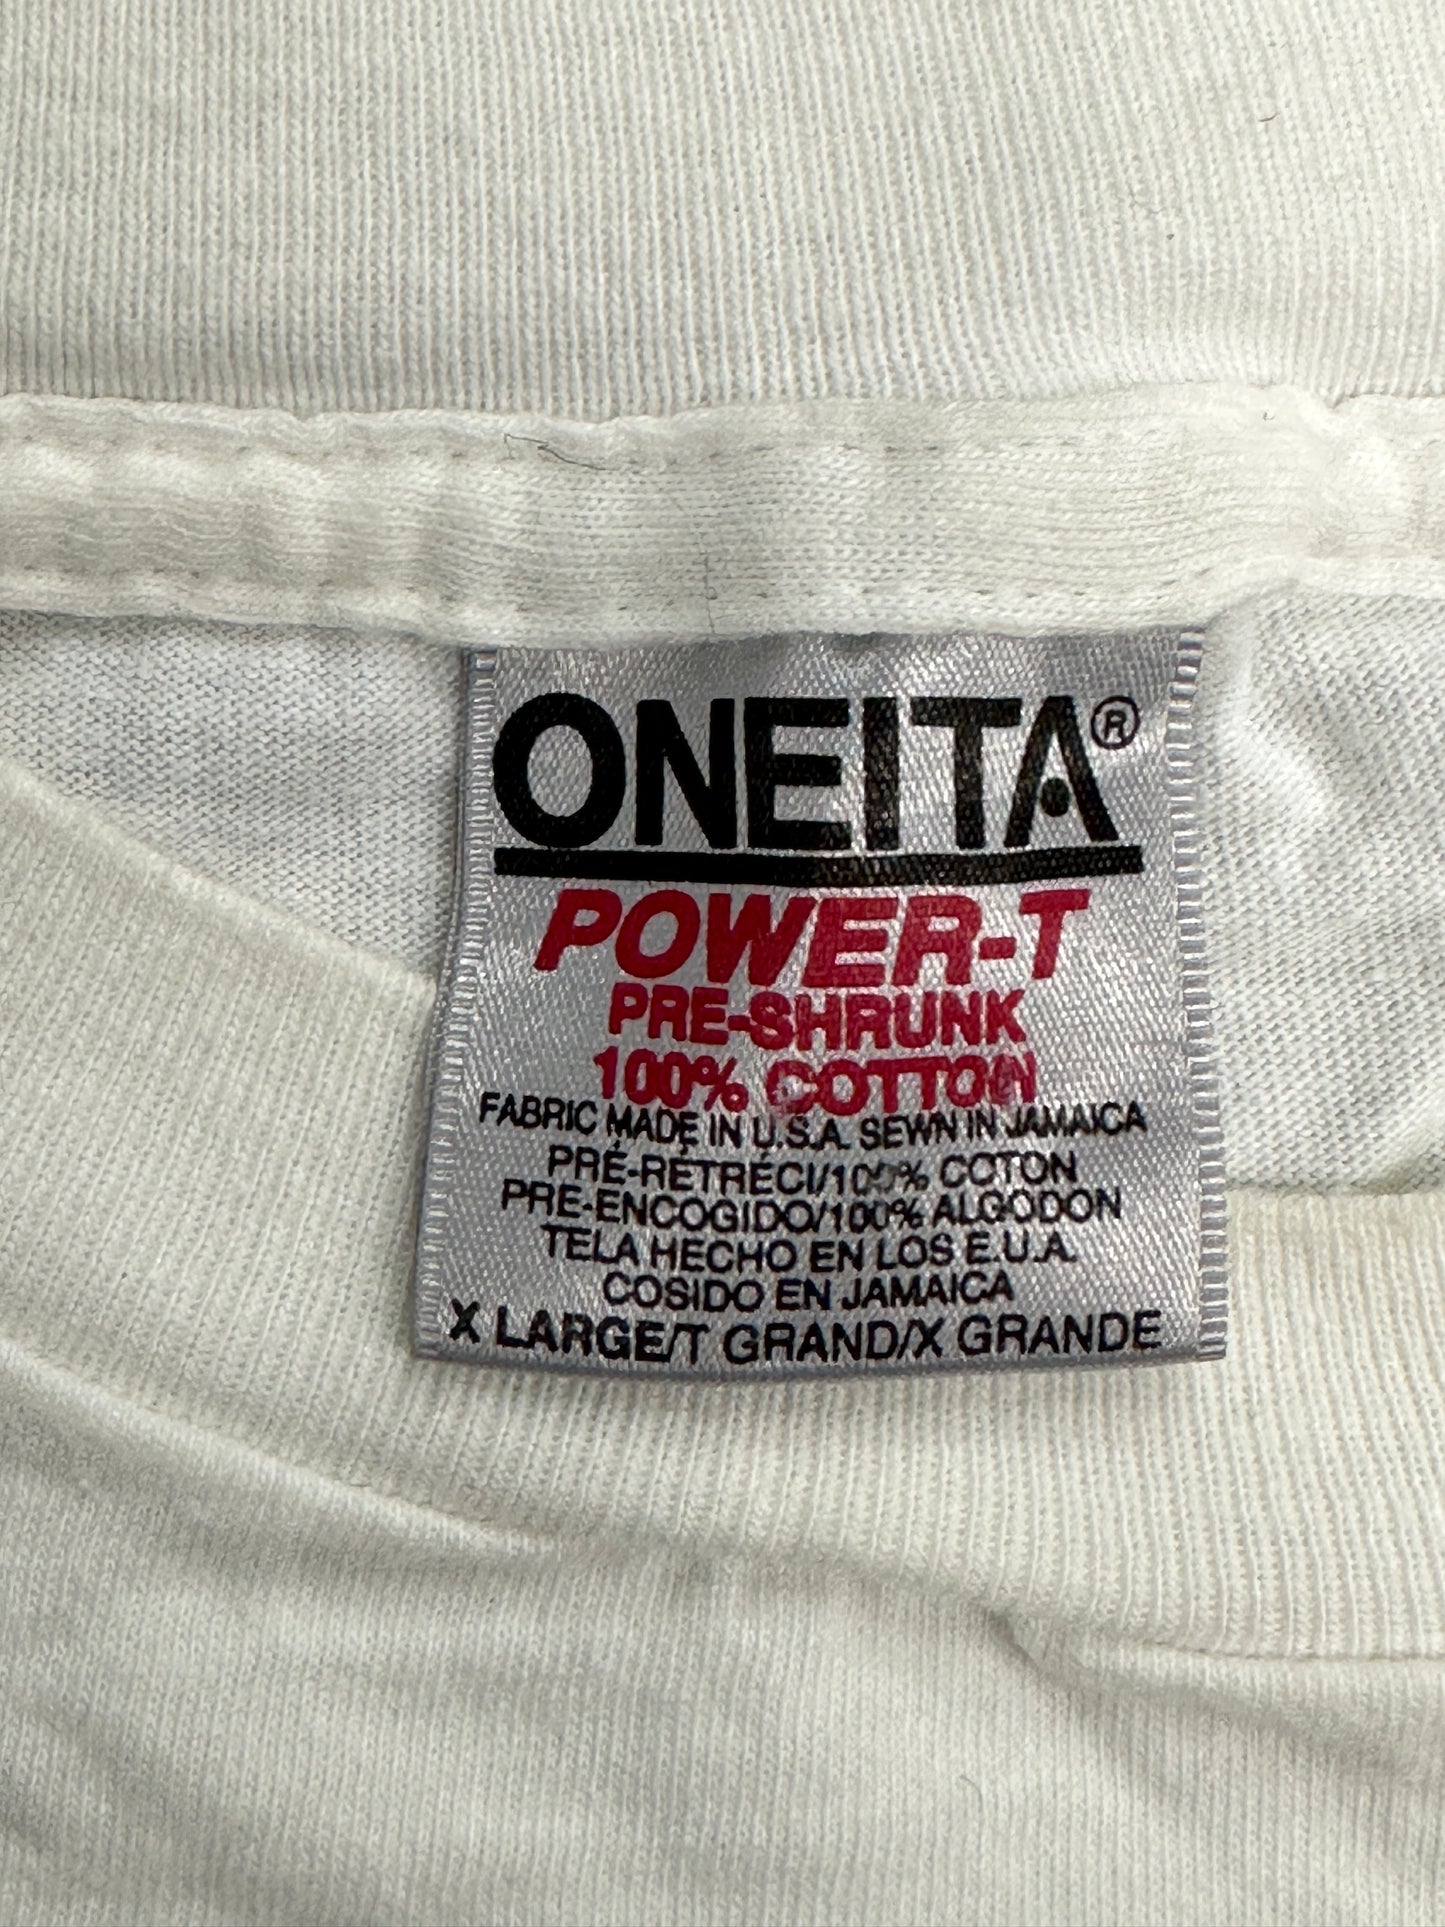 ONEITA®
POWER-T
PRE-SHRUNK
100% COTTON
FABRIC MADE IN U.S.A. SEWN IN JAMAICA
PRÉ-RÉTRÉCI/100% COTON
PRE-ENCOGIDO/100% ALGODON
TELA HECHO EN LOS E.U.A.
COSIDO EN JAMAICA
X LARGE/T GRAND/X GRANDE